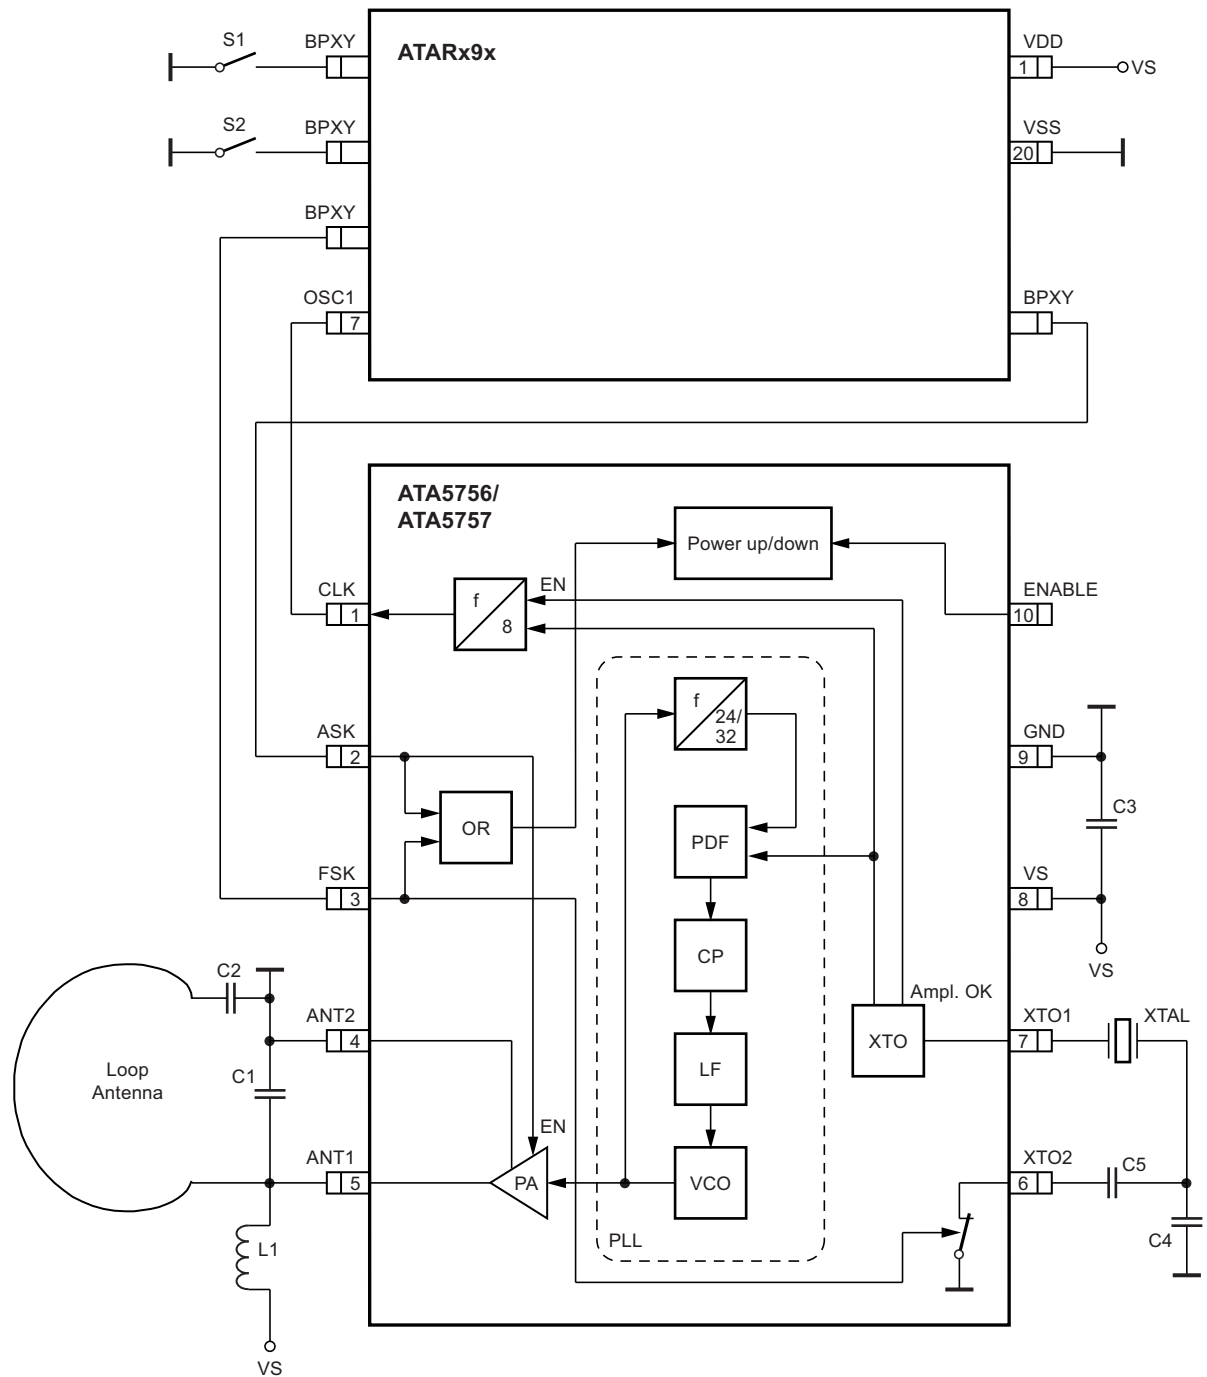 S1
BPXY
ATARx9x
VDD
1
VS
S2
BPXY
VSS
20
BPXY
OSC1
7
BPXY
ATA5756/
ATA5757
Power up/down
CLK
1
f
8
EN
ENABLE
10
ASK
2
f
24/
32
GND
9
C3
OR
PDF
FSK
3
VS
8
VS
CP
C2
Ampl. OK
ANT2
4
XTO
XTO1
7
XTAL
Loop
Antenna
C1
LF
EN
ANT1
5
PA
VCO
XTO2
6
C5
C4
L1
PLL
VS